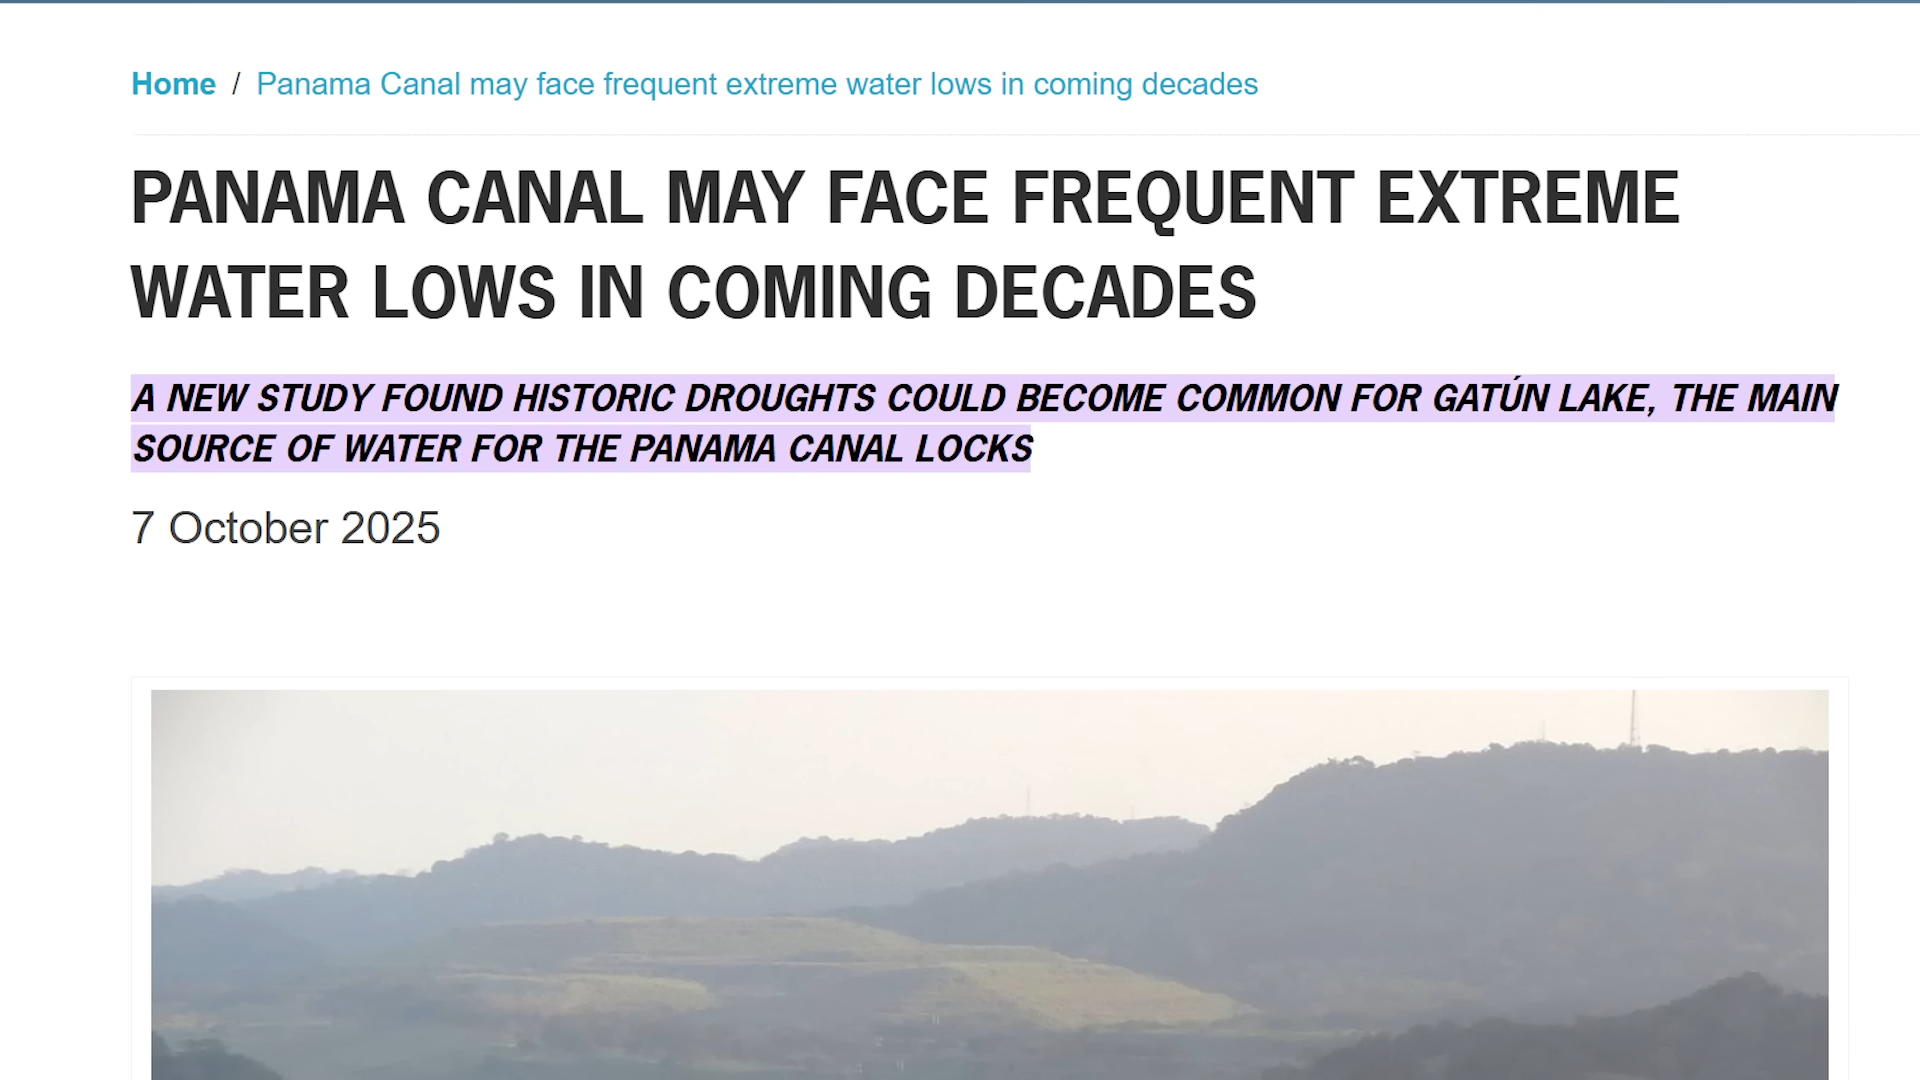 Home / Panama Canal may face frequent extreme water lows in coming decades
PANAMA CANAL MAY FACE FREQUENT EXTREME
WATER LOWS IN COMING DECADES
A NEW STUDY FOUND HISTORIC DROUGHTS COULD BECOME COMMON FOR GATÚN LAKE, THE MAIN
SOURCE OF WATER FOR THE PANAMA CANAL LOCKS
7 October 2025